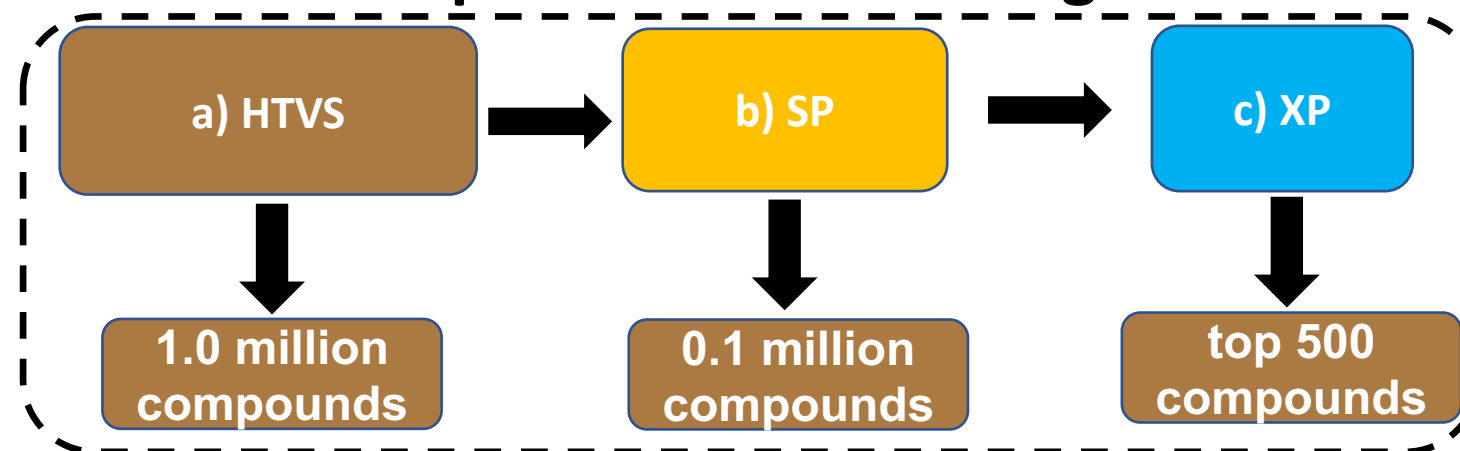 a) HTVS
b) SP
c) XP
1.0 million
compounds
0.1 million
compounds
top 500
compounds